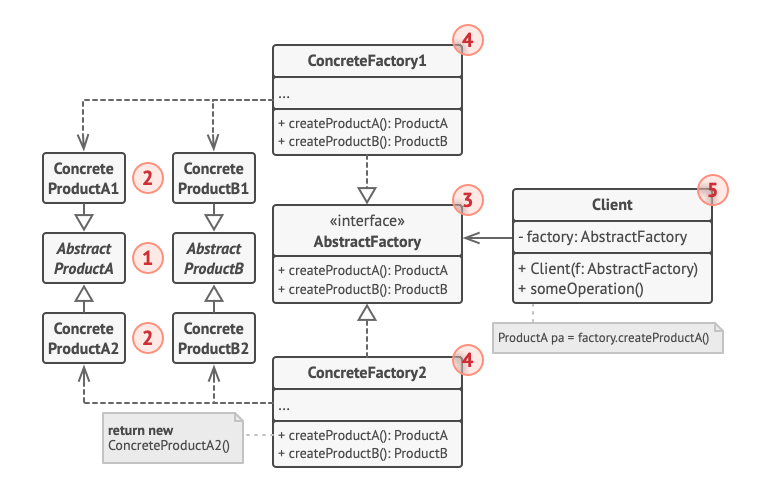 4
ConcreteFactory1
...
+ createProductA(): ProductA
+ createProductB(): ProductB
Concrete
ProductA1
2
Concrete
ProductB1
Abstract
ProductA
1
Abstract
ProductB
Concrete
ProductA2
2
Concrete
ProductB2
3
«interface»
AbstractFactory
+ createProductA(): ProductA
+ createProductB(): ProductB
5
Client
- factory: AbstractFactory
+ Client(f: AbstractFactory)
+ someOperation()
ProductA pa = factory.createProductA()
4
ConcreteFactory2
...
+ createProductA(): ProductA
+ createProductB(): ProductB
return new
ConcreteProductA2()